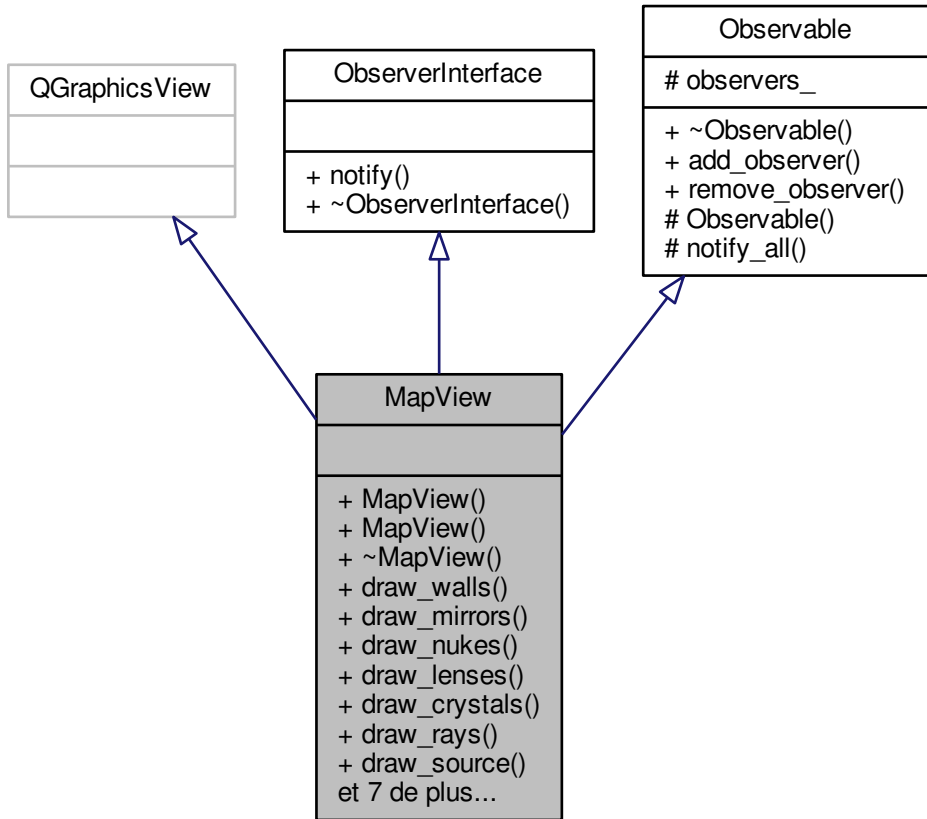 QGraphicsView
ObserverInterface
+ notify()
+ ~ObserverInterface()
Observable
# observers_
+ ~Observable()
+ add_observer()
+ remove_observer()
# Observable()
# notify_all()
MapView
+ MapView()
+ MapView()
+ ~MapView()
+ draw_walls()
+ draw_mirrors()
+ draw_nukes()
+ draw_lenses()
+ draw_crystals()
+ draw_rays()
+ draw_source()
et 7 de plus...